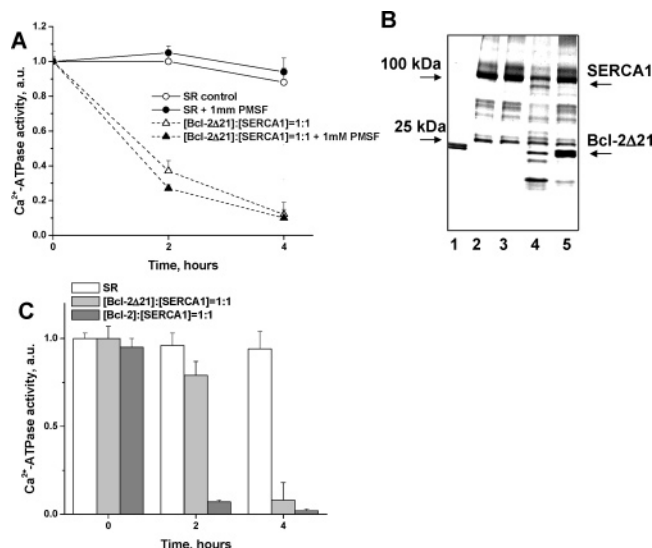 A
Ca²⁺-ATPase activity, a.u.
1.0
0.8
0.6
0.4
0.2
0.0
SR control
SR + 1mm PMSF
[Bcl-2Δ21]:[SERCA1]=1:1
[Bcl-2Δ21]:[SERCA1]=1:1 + 1mM PMSF
0
2
4
Time, hours
B
100 kDa
25 kDa
SERCA1
Bcl-2Δ21
1 2 3 4 5
C
SR
[Bcl-2Δ21]:[SERCA1]=1:1
[Bcl-2]:[SERCA1]=1:1
Ca²⁺-ATPase activity, a.u.
1.0
0.5
0.0
0
2
4
Time, hours